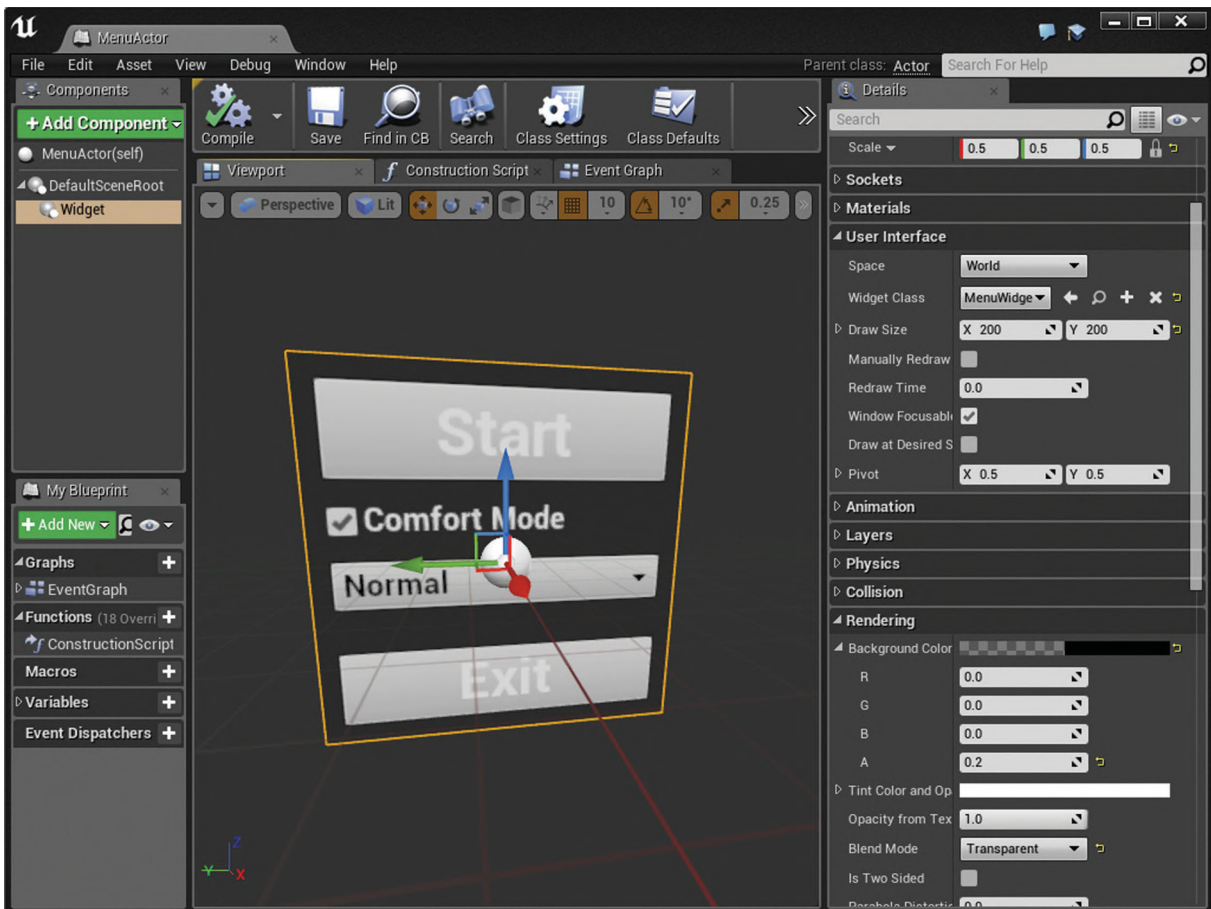 MenuActor
File Edit Asset View Debug Window Help
Parent class: Actor
Search For Help
Components
+Add Component
MenuActor(self)
DefaultSceneRoot
Widget
Compile
Save
Find in CB
Search
Class Settings
Class Defaults
Viewport
Construction Script
Event Graph
Perspective
Lit
10
10°
0.25
Start
Comfort Mode
Normal
Exit
Z
Y
X
My Blueprint
+Add New
Graphs
EventGraph
Functions (18 Overri
ConstructionScript
Macros
Variables
Event Dispatchers
Details
Search
Scale 0.5 0.5 0.5
Sockets
Materials
User Interface
Space World
Widget Class MenuWidge
Draw Size X 200 Y 200
Manually Redraw
Redraw Time 0.0
Window Focusabl
Draw at Desired S
Pivot X 0.5 Y 0.5
Animation
Layers
Physics
Collision
Rendering
Background Color
R 0.0
G 0.0
B 0.0
A 0.2
Tint Color and Op
Opacity from Tex 1.0
Blend Mode Transparent
Is Two Sided
Parabola Distortio 0.0